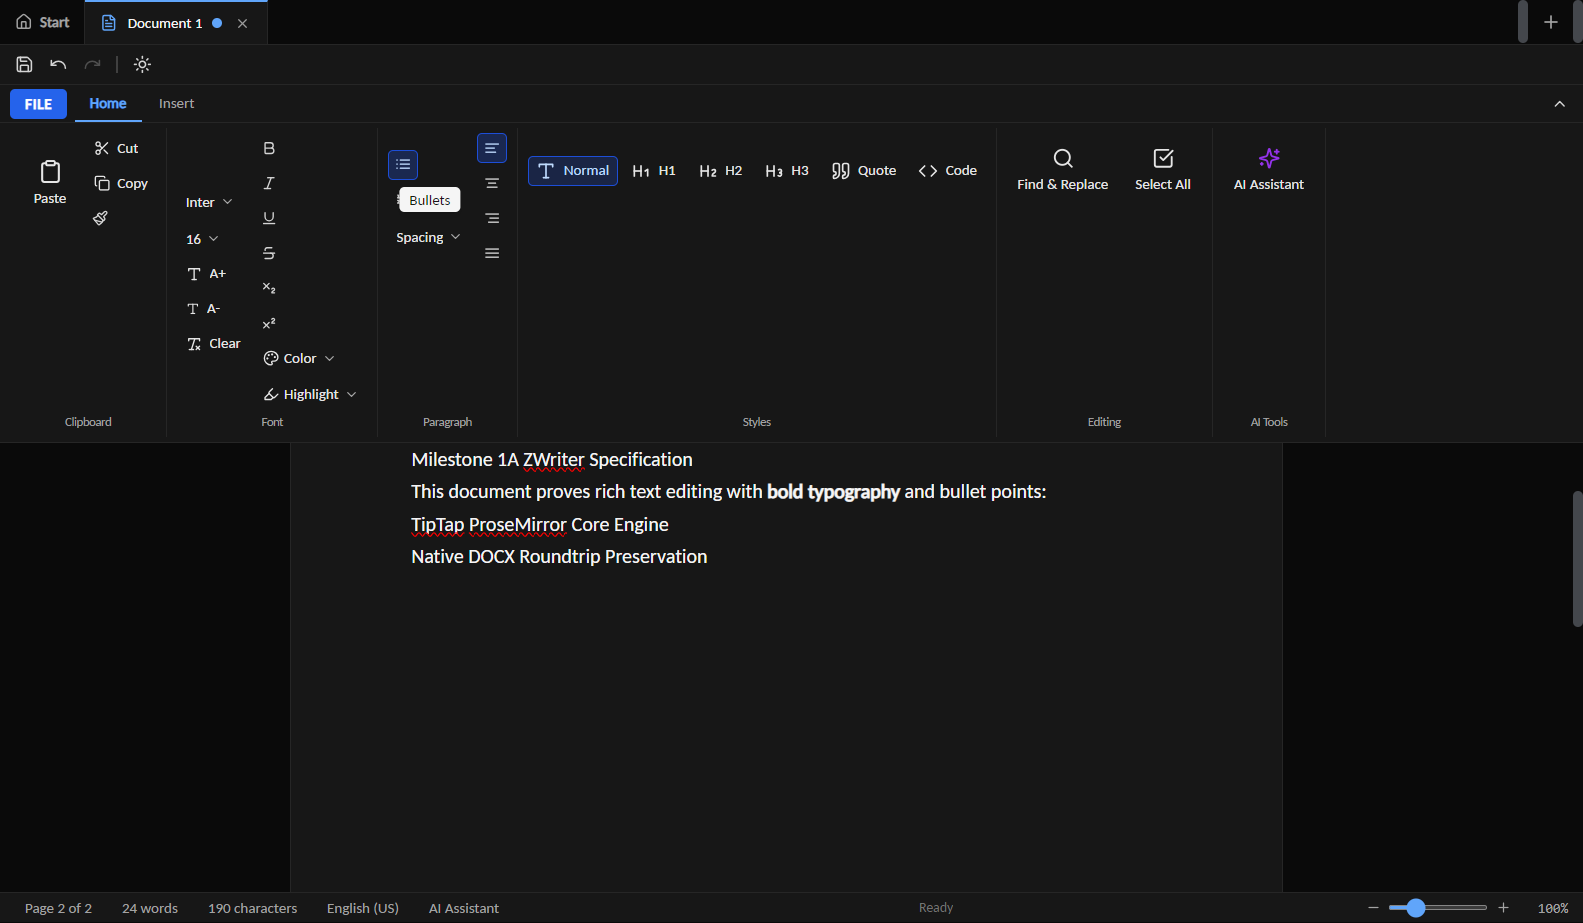 Start
Document 1
FILE
Home
Insert
Paste
Cut
Copy
Clipboard
Inter
16
A+
A-
Clear
B
I
U
S
x₂
x²
Color
Highlight
Font
Bullets
Spacing
Paragraph
Normal
H1 H1
H2 H2
H3 H3
Quote
Code
Styles
Find & Replace
Select All
Editing
AI Assistant
AI Tools
Milestone 1A ZWriter Specification
This document proves rich text editing with bold typography and bullet points:
TipTap ProseMirror Core Engine
Native DOCX Roundtrip Preservation
Page 2 of 2
24 words
190 characters
English (US)
AI Assistant
Ready
100%